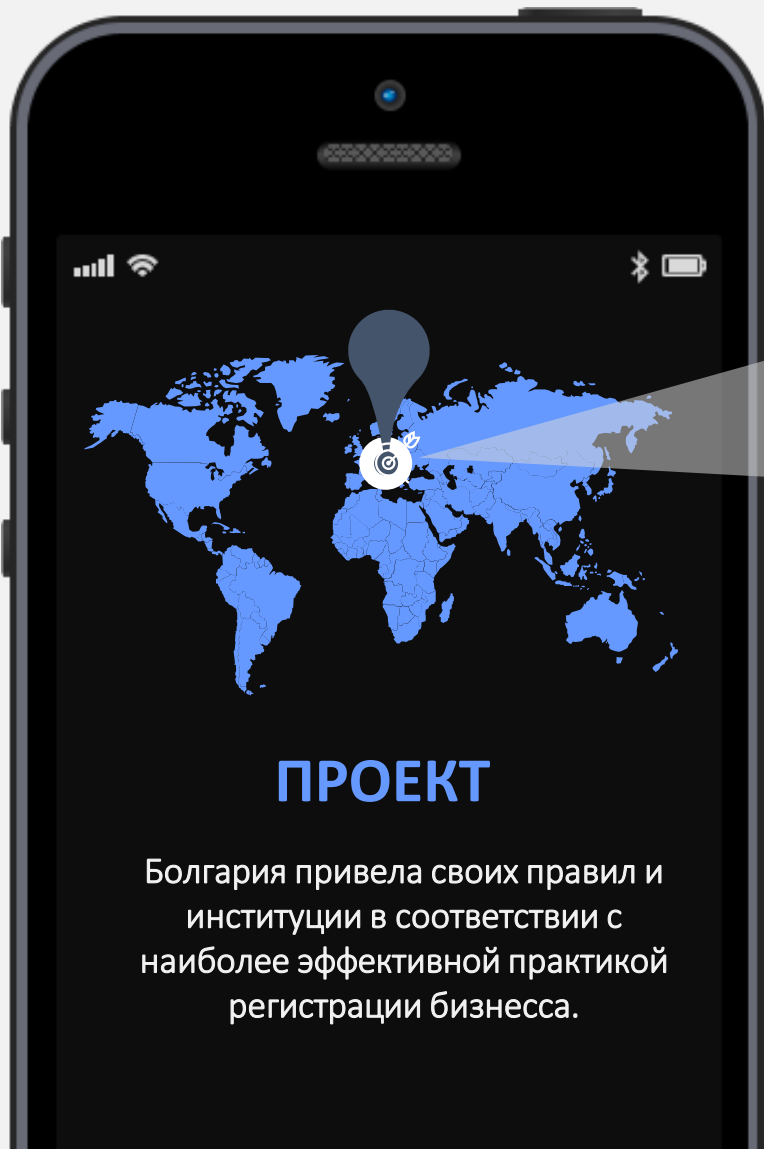 ПРОЕКТ
Болгария привела своих правил и
институции в соответствии с
наиболее эффективной практикой
регистрации бизнесса.